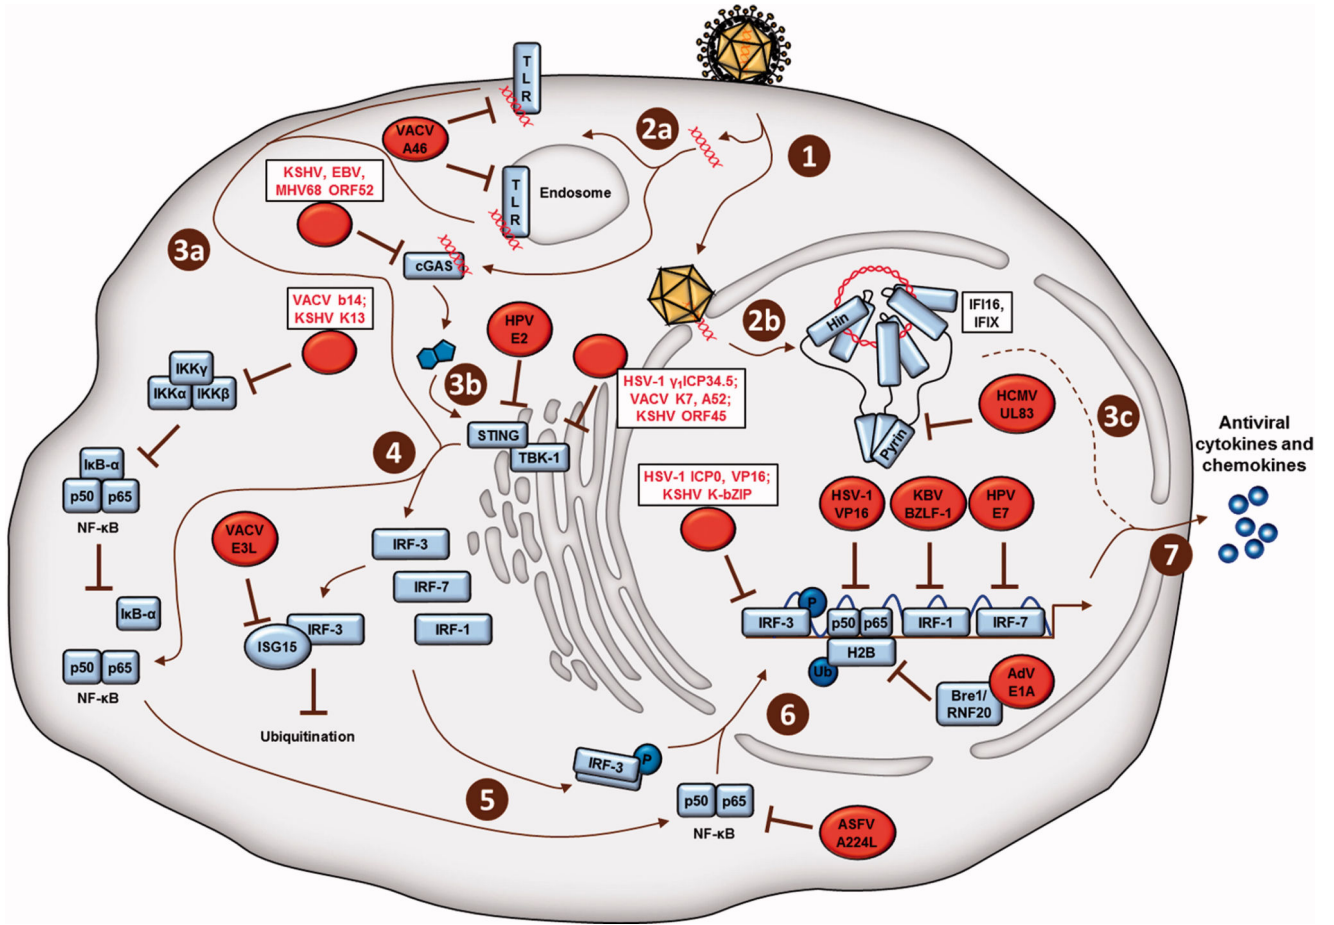 T
L
R
VACV
A46
2a
1
KSHV, EBV,
MHV68 ORF52
T
L
R
Endosome
3a
cGAS
VACV b14;
KSHV K13
HPV
E2
2b
Hin
IFI16,
IFIX
IKKγ
IKKα IKKβ
3b
HSV-1 γ₁ICP34.5;
VACV K7, A52;
KSHV ORF45
HCMV
UL83
3c
Antiviral
cytokines and
chemokines
4
STING
TBK-1
Pyrin
IκB-α
p50 p65
NF-κB
HSV-1 ICP0, VP16;
KSHV K-bZIP
HSV-1
VP16
KBV
BZLF-1
HPV
E7
VACV
E3L
IRF-3
IRF-7
IRF-1
7
IκB-α
ISG15
IRF-3
IRF-3
P
p50 p65
IRF-1
IRF-7
H2B
Ub
p50 p65
NF-κB
AdV
E1A
Bre1/
RNF20
Ubiquitination
6
IRF-3
P
5
p50 p65
NF-κB
ASFV
A224L